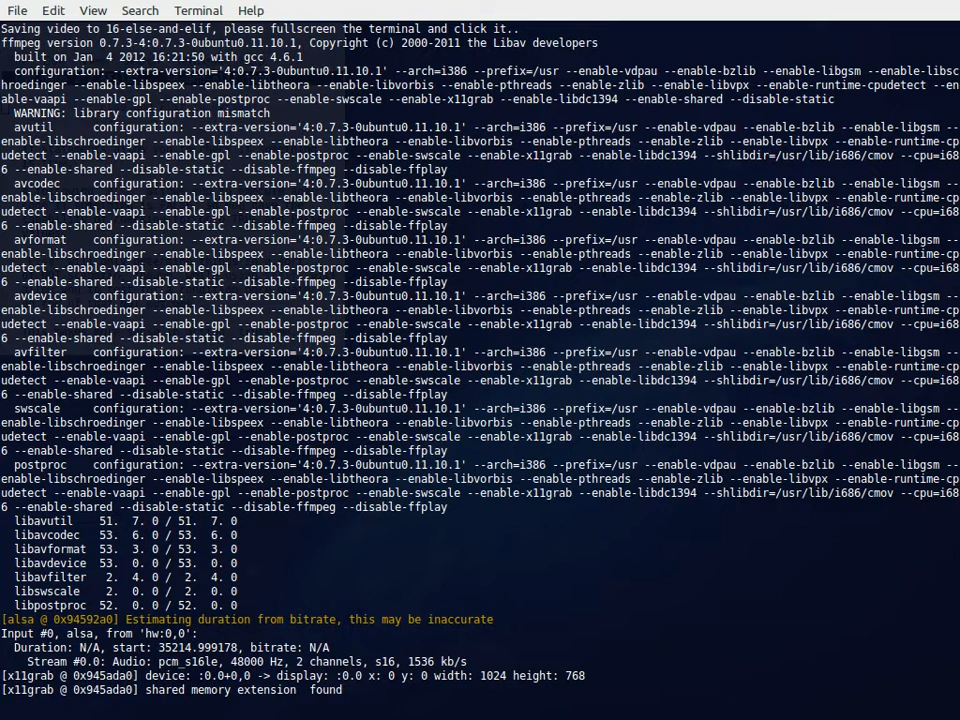 File Edit View Search Terminal Help
Saving video to 16-else-and-elif, please fullscreen the terminal and click it..
ffmpeg version 0.7.3-4:0.7.3-0ubuntu0.11.10.1, Copyright (c) 2000-2011 the Libav developers
  built on Jan  4 2012 16:21:50 with gcc 4.6.1
  configuration: --extra-version='4:0.7.3-0ubuntu0.11.10.1' --arch=i386 --prefix=/usr --enable-vdpau --enable-bzlib --enable-libgsm --enable-libsc
hroedinger --enable-libspeex --enable-libtheora --enable-libvorbis --enable-pthreads --enable-zlib --enable-libvpx --enable-runtime-cpudetect --en
able-vaapi --enable-gpl --enable-postproc --enable-swscale --enable-x11grab --enable-libdc1394 --enable-shared --disable-static
  WARNING: library configuration mismatch
  avutil      configuration: --extra-version='4:0.7.3-0ubuntu0.11.10.1' --arch=i386 --prefix=/usr --enable-vdpau --enable-bzlib --enable-libgsm --
enable-libschroedinger --enable-libspeex --enable-libtheora --enable-libvorbis --enable-pthreads --enable-zlib --enable-libvpx --enable-runtime-cp
udetect --enable-vaapi --enable-gpl --enable-postproc --enable-swscale --enable-x11grab --enable-libdc1394 --shlibdir=/usr/lib/i686/cmov --cpu=i68
6 --enable-shared --disable-static --disable-ffmpeg --disable-ffplay
  avcodec     configuration: --extra-version='4:0.7.3-0ubuntu0.11.10.1' --arch=i386 --prefix=/usr --enable-vdpau --enable-bzlib --enable-libgsm --
enable-libschroedinger --enable-libspeex --enable-libtheora --enable-libvorbis --enable-pthreads --enable-zlib --enable-libvpx --enable-runtime-cp
udetect --enable-vaapi --enable-gpl --enable-postproc --enable-swscale --enable-x11grab --enable-libdc1394 --shlibdir=/usr/lib/i686/cmov --cpu=i68
6 --enable-shared --disable-static --disable-ffmpeg --disable-ffplay
  avformat    configuration: --extra-version='4:0.7.3-0ubuntu0.11.10.1' --arch=i386 --prefix=/usr --enable-vdpau --enable-bzlib --enable-libgsm --
enable-libschroedinger --enable-libspeex --enable-libtheora --enable-libvorbis --enable-pthreads --enable-zlib --enable-libvpx --enable-runtime-cp
udetect --enable-vaapi --enable-gpl --enable-postproc --enable-swscale --enable-x11grab --enable-libdc1394 --shlibdir=/usr/lib/i686/cmov --cpu=i68
6 --enable-shared --disable-static --disable-ffmpeg --disable-ffplay
  avdevice    configuration: --extra-version='4:0.7.3-0ubuntu0.11.10.1' --arch=i386 --prefix=/usr --enable-vdpau --enable-bzlib --enable-libgsm --
enable-libschroedinger --enable-libspeex --enable-libtheora --enable-libvorbis --enable-pthreads --enable-zlib --enable-libvpx --enable-runtime-cp
udetect --enable-vaapi --enable-gpl --enable-postproc --enable-swscale --enable-x11grab --enable-libdc1394 --shlibdir=/usr/lib/i686/cmov --cpu=i68
6 --enable-shared --disable-static --disable-ffmpeg --disable-ffplay
  avfilter    configuration: --extra-version='4:0.7.3-0ubuntu0.11.10.1' --arch=i386 --prefix=/usr --enable-vdpau --enable-bzlib --enable-libgsm --
enable-libschroedinger --enable-libspeex --enable-libtheora --enable-libvorbis --enable-pthreads --enable-zlib --enable-libvpx --enable-runtime-cp
udetect --enable-vaapi --enable-gpl --enable-postproc --enable-swscale --enable-x11grab --enable-libdc1394 --shlibdir=/usr/lib/i686/cmov --cpu=i68
6 --enable-shared --disable-static --disable-ffmpeg --disable-ffplay
  swscale     configuration: --extra-version='4:0.7.3-0ubuntu0.11.10.1' --arch=i386 --prefix=/usr --enable-vdpau --enable-bzlib --enable-libgsm --
enable-libschroedinger --enable-libspeex --enable-libtheora --enable-libvorbis --enable-pthreads --enable-zlib --enable-libvpx --enable-runtime-cp
udetect --enable-vaapi --enable-gpl --enable-postproc --enable-swscale --enable-x11grab --enable-libdc1394 --shlibdir=/usr/lib/i686/cmov --cpu=i68
6 --enable-shared --disable-static --disable-ffmpeg --disable-ffplay
  postproc    configuration: --extra-version='4:0.7.3-0ubuntu0.11.10.1' --arch=i386 --prefix=/usr --enable-vdpau --enable-bzlib --enable-libgsm --
enable-libschroedinger --enable-libspeex --enable-libtheora --enable-libvorbis --enable-pthreads --enable-zlib --enable-libvpx --enable-runtime-cp
udetect --enable-vaapi --enable-gpl --enable-postproc --enable-swscale --enable-x11grab --enable-libdc1394 --shlibdir=/usr/lib/i686/cmov --cpu=i68
6 --enable-shared --disable-static --disable-ffmpeg --disable-ffplay
  libavutil    51.  7. 0 / 51.  7. 0
  libavcodec   53.  6. 0 / 53.  6. 0
  libavformat  53.  3. 0 / 53.  3. 0
  libavdevice  53.  0. 0 / 53.  0. 0
  libavfilter   2.  4. 0 /  2.  4. 0
  libswscale    2.  0. 0 /  2.  0. 0
  libpostproc  52.  0. 0 / 52.  0. 0
[alsa @ 0x94592a0] Estimating duration from bitrate, this may be inaccurate
Input #0, alsa, from 'hw:0,0':
  Duration: N/A, start: 35214.999178, bitrate: N/A
    Stream #0.0: Audio: pcm_s16le, 48000 Hz, 2 channels, s16, 1536 kb/s
[x11grab @ 0x945ada0] device: :0.0+0,0 -> display: :0.0 x: 0 y: 0 width: 1024 height: 768
[x11grab @ 0x945ada0] shared memory extension  found